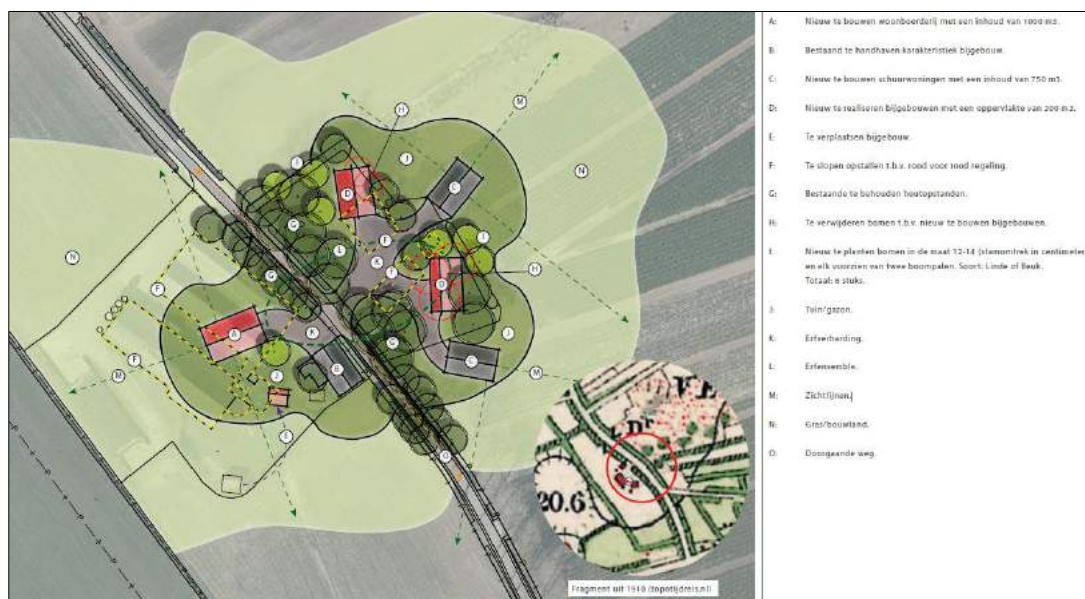 A: Nieuw te bouwen woonboerderij met een inhoud van 1000 m3.
B: Bestaand te handhaven karakteristiek bijgebouw.
C: Nieuw te bouwen schuurwoningen met een inhoud van 750 m3.
D: Nieuw te realiseren bijgebouwen met een oppervlakte van 200 m2.
E: Te verplaatsen bijgebouw.
F: Te slopen opstallen t.b.v. rood voor rood regeling.
G: Bestaande te behouden houtopstanden.
H: Te verwijderen bomen t.b.v. nieuw te bouwen bijgebouwen.
I: Nieuw te planten bomen in de maat 12-14 (stamomtrek in centimeter
en elk voorzien van twee boompalen. Soort: Linde of Beuk.
Totaal: 6 stuks.
J: Tuin/gazon.
K: Erfverharding.
L: Erfensemble.
M: Zichtlijnen.
N: Gras/bouwland.
O: Doorgaande weg.
H
M
I
J
D
C
N
G
L
F
K
I
N
F
D
H
G
F
A
K
G
J
F
M
B
C
M
J
E
G
Dr
20.6
Fragment uit 1910 (topotijdreis.nl)